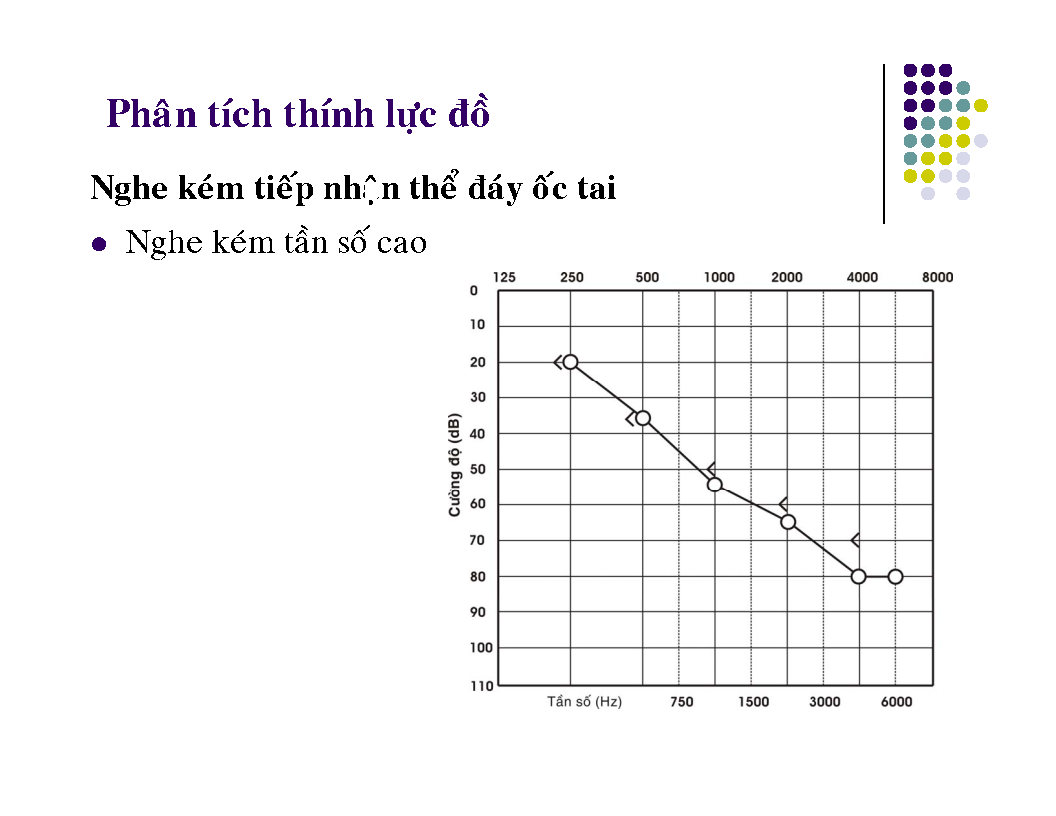 Phân tích thính lực đồ
Nghe kém tiếp nhận thể đáy ốc tai
Nghe kém tần số cao
125 250 500 1000 2000 4000 8000
0
10
20
30
40
50
60
70
80
90
100
110
Cường độ (dB)
Tần số (Hz) 750 1500 3000 6000